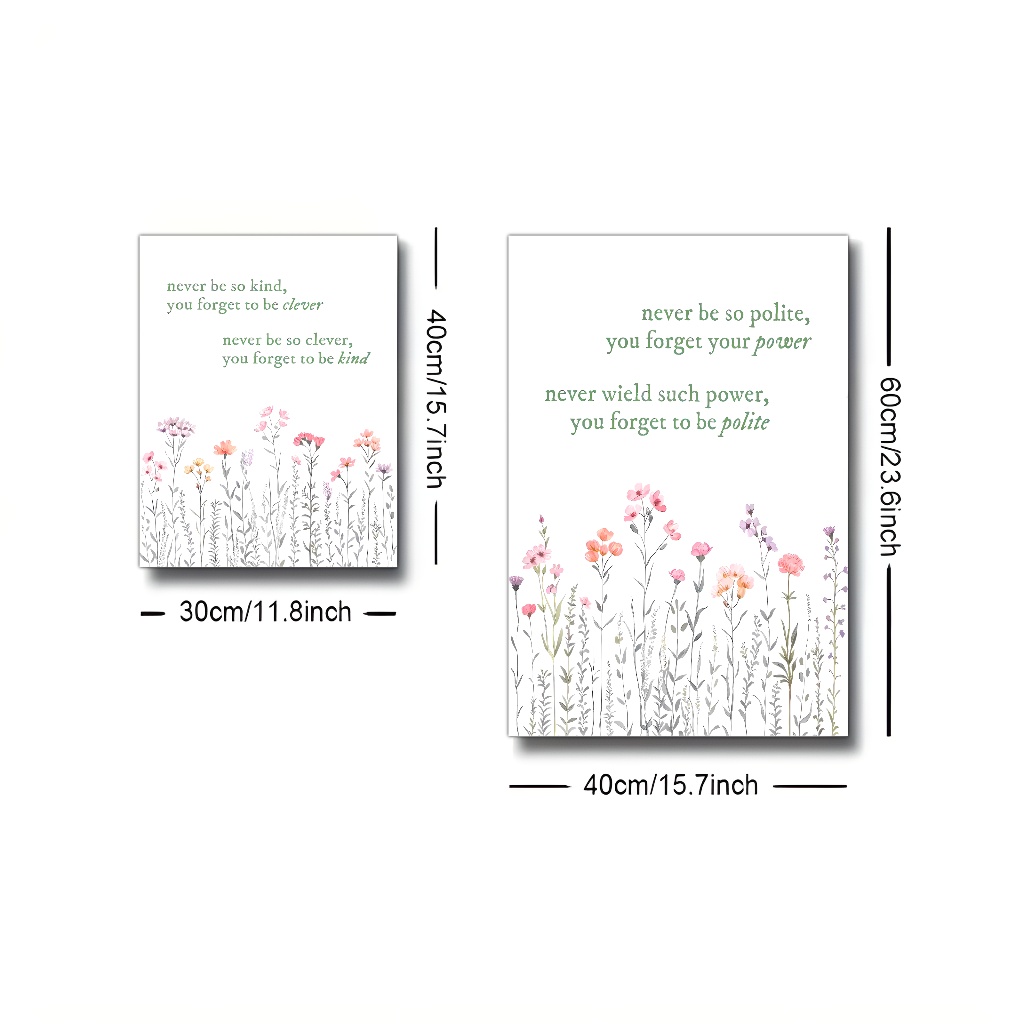 never be so kind,
you forget to be clever
never be so clever,
you forget to be kind
40cm/15.7inch
30cm/11.8inch
never be so polite,
you forget your power
never wield such power,
you forget to be polite
60cm/23.6inch
40cm/15.7inch